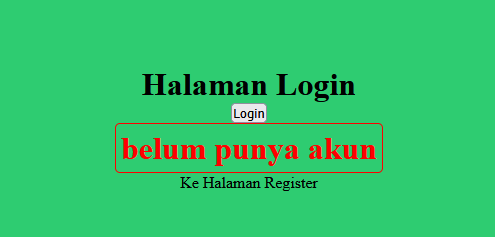 Halaman Login
Login
belum punya akun
Ke Halaman Register